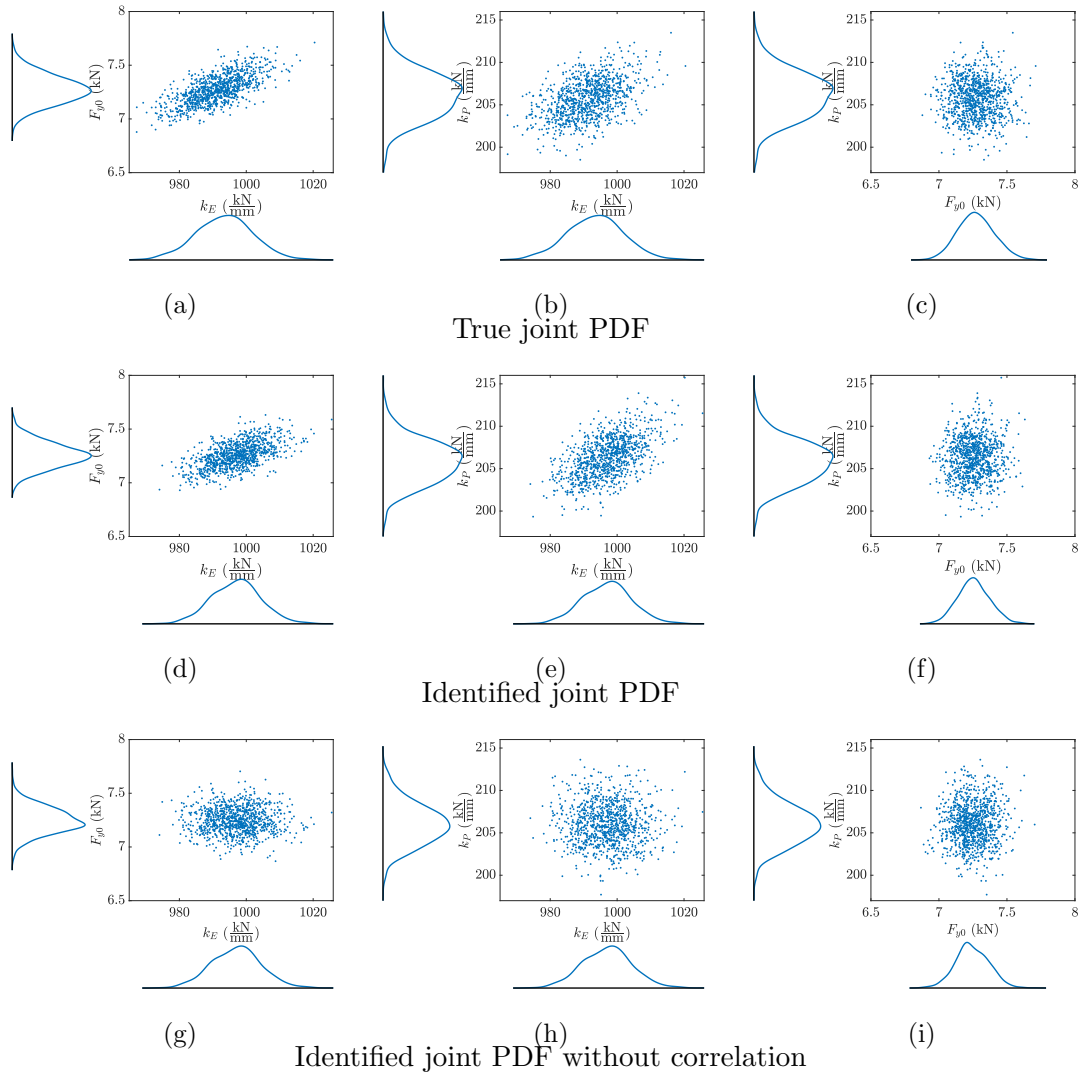 8
7.5
7
6.5
F_{y0} (kN)
980 1000 1020
k_E (kN/mm)
(a)
215
210
205
200
k_P (kN/mm)
980 1000 1020
k_E (kN/mm)
(b)
215
210
205
200
k_P (kN/mm)
6.5 7 7.5 8
F_{y0} (kN)
(c)
True joint PDF
8
7.5
7
6.5
F_{y0} (kN)
980 1000 1020
k_E (kN/mm)
(d)
215
210
205
200
k_P (kN/mm)
980 1000 1020
k_E (kN/mm)
(e)
215
210
205
200
k_P (kN/mm)
6.5 7 7.5 8
F_{y0} (kN)
(f)
Identified joint PDF
8
7.5
7
6.5
F_{y0} (kN)
980 1000 1020
k_E (kN/mm)
(g)
215
210
205
200
k_P (kN/mm)
980 1000 1020
k_E (kN/mm)
(h)
215
210
205
200
k_P (kN/mm)
6.5 7 7.5 8
F_{y0} (kN)
(i)
Identified joint PDF without correlation